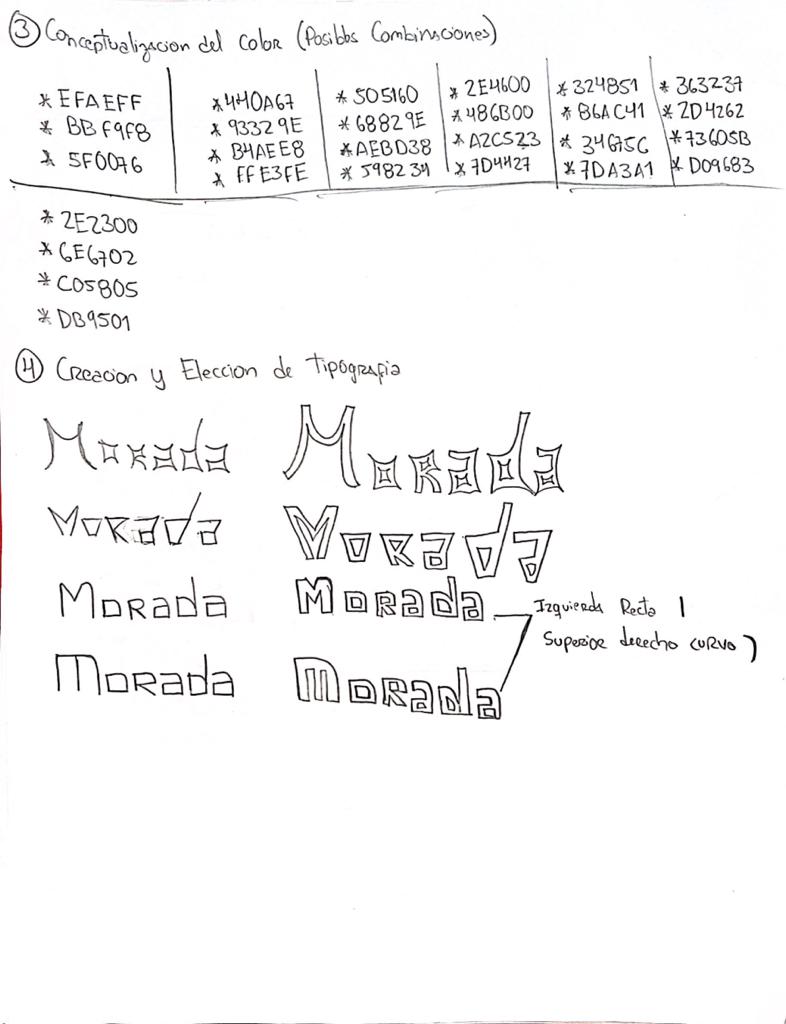 ③ Conceptualizacion del Color (Posibles Combinaciones)
* EFAEFF
* BBF9F8
* 5F0076
* 440A67
* 93329E
* B4AEE8
* FFE3FE
* 505160
* 68829E
* AEBD38
* 598234
* 2E4600
* 486B00
* A2C523
* 7D4427
* 324851
* 86AC41
* 34675C
* 7DA3A1
* 363237
* 2D4262
* 73605B
* D09683
* 2E2300
* 6E6702
* C05805
* DB9501
④ Creacion y Eleccion de Tipografia
Morada Morada
Morada Morada
Morada Morada
Izquierda Recta |
Superior derecho curvo )
Morada Morada